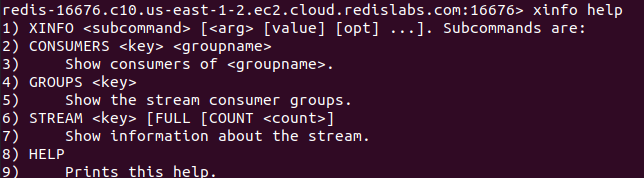 redis-16676.c10.us-east-1-2.ec2.cloud.redislabs.com:16676> xinfo help
1) XINFO <subcommand> [<arg> [value] [opt] ...]. Subcommands are:
2) CONSUMERS <key> <groupname>
3)     Show consumers of <groupname>.
4) GROUPS <key>
5)     Show the stream consumer groups.
6) STREAM <key> [FULL [COUNT <count>]
7)     Show information about the stream.
8) HELP
9)     Prints this help.